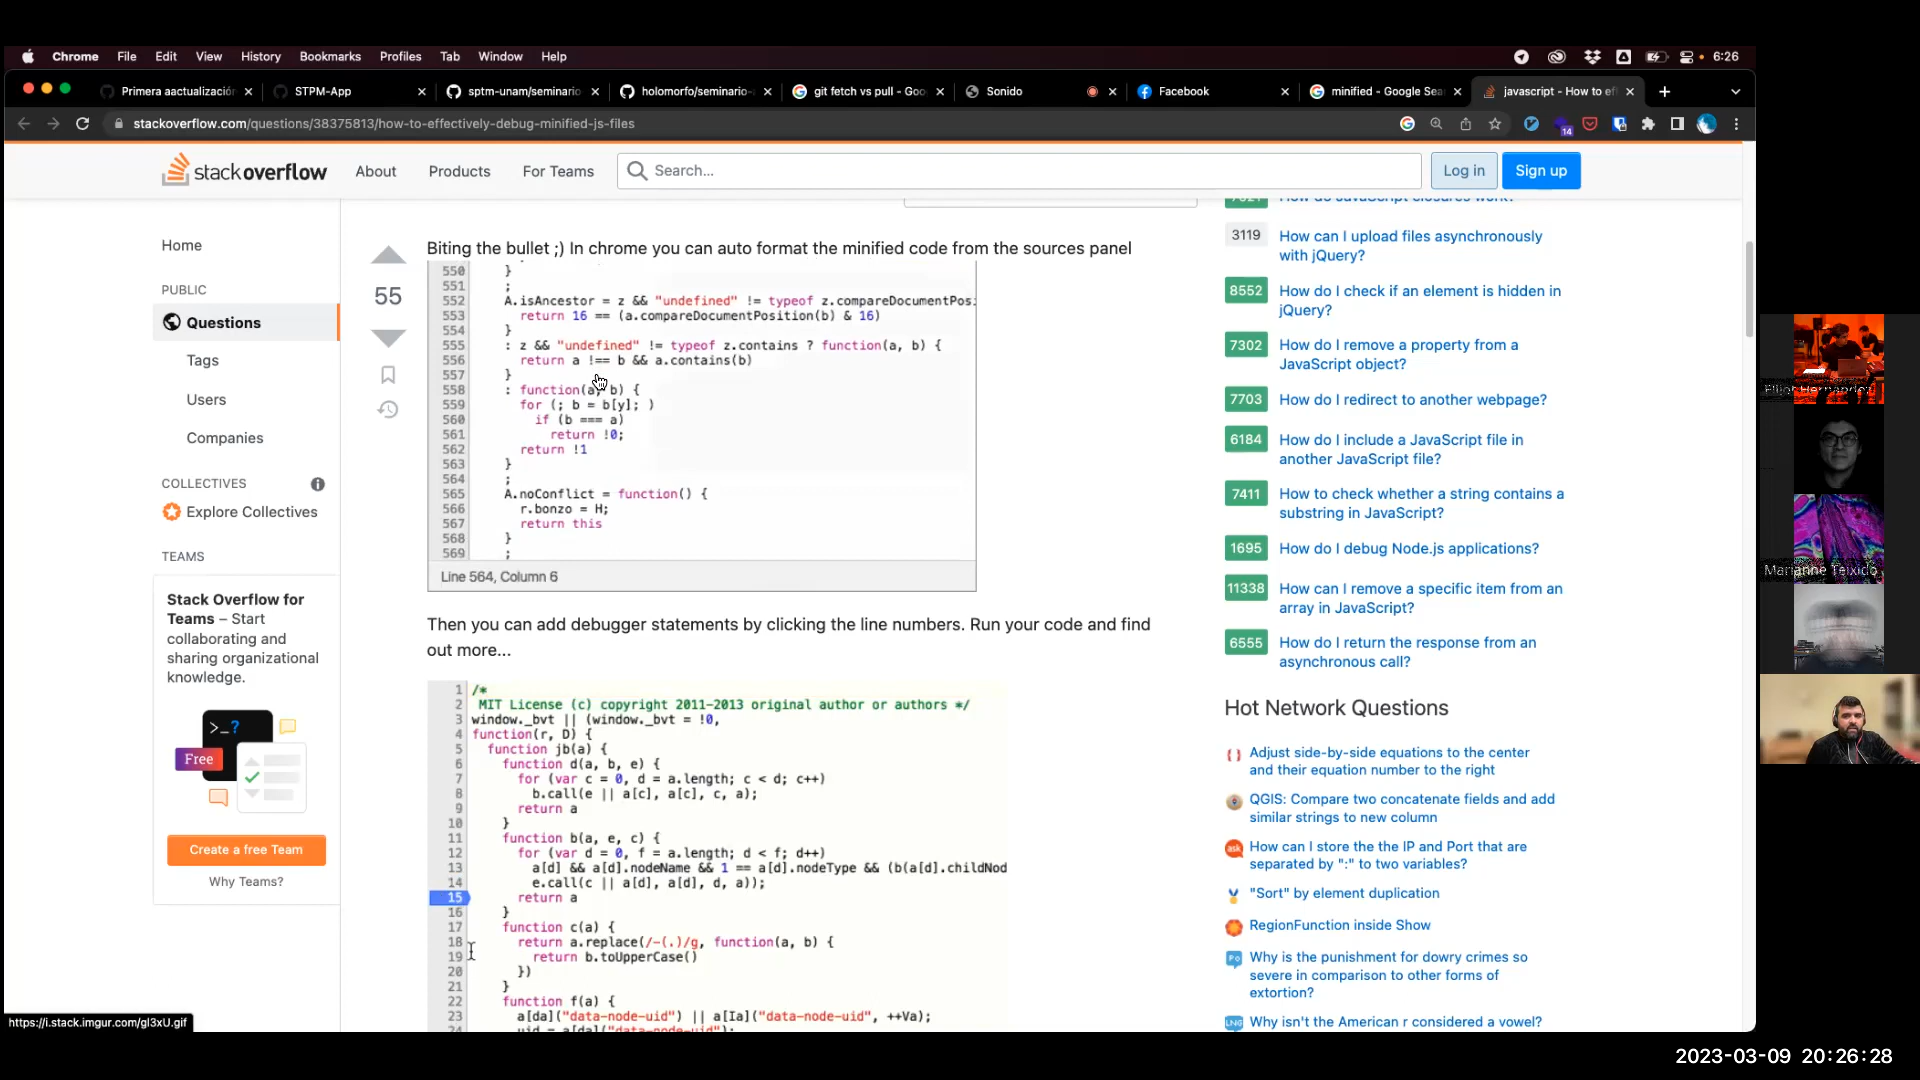 Chrome File Edit View History Bookmarks Profiles Tab Window Help 6:26
Primera aactualizació STPM-App sptm-unam/seminario holomorfo/seminario- git fetch vs pull - Goo Sonido Facebook minified - Google Sea javascript - How to ef
stackoverflow.com/questions/38375813/how-to-effectively-debug-minified-js-files 14
stackoverflow About Products For Teams Search... Log in Sign up
Home
PUBLIC
Questions
Tags
Users
Companies
COLLECTIVES
Explore Collectives
TEAMS
Stack Overflow for
Teams – Start
collaborating and
sharing organizational
knowledge.
>_?
Free
Create a free Team
Why Teams?
55
Biting the bullet ;) In chrome you can auto format the minified code from the sources panel
550 }
551 ;
552 A.isAncestor = z && "undefined" != typeof z.compareDocumentPos
553 return 16 == (a.compareDocumentPosition(b) & 16)
554 }
555 : z && "undefined" != typeof z.contains ? function(a, b) {
556 return a !== b && a.contains(b)
557 }
558 : function(a, b) {
559 for (; b = b[y]; )
560 if (b === a)
561 return !0;
562 return !1
563 }
564 ;
565 A.noConflict = function() {
566 r.bonzo = H;
567 return this
568 }
569 ;
Line 564, Column 6
Then you can add debugger statements by clicking the line numbers. Run your code and find
out more...
1 /*
2 MIT License (c) copyright 2011-2013 original author or authors */
3 window._bvt || (window._bvt = !0,
4 function(r, D) {
5 function jb(a) {
6 function d(a, b, e) {
7 for (var c = 0, d = a.length; c < d; c++)
8 b.call(e || a[c], a[c], c, a);
9 return a
10 }
11 function b(a, e, c) {
12 for (var d = 0, f = a.length; d < f; d++)
13 a[d] && a[d].nodeName && 1 == a[d].nodeType && (b(a[d].childNod
14 e.call(c || a[d], a[d], d, a));
15 return a
16 }
17 function c(a) {
18 return a.replace(/-(.)/g, function(a, b) {
19 return b.toUpperCase()
20 })
21 }
22 function f(a) {
23 a[da]("data-node-uid") || a[Ia]("data-node-uid", ++Va);
24 uid = a[da]("data-node-uid");
7621 How do JavaScript closures work?
3119 How can I upload files asynchronously
with jQuery?
8552 How do I check if an element is hidden in
jQuery?
7302 How do I remove a property from a
JavaScript object?
7703 How do I redirect to another webpage?
6184 How do I include a JavaScript file in
another JavaScript file?
7411 How to check whether a string contains a
substring in JavaScript?
1695 How do I debug Node.js applications?
11338 How can I remove a specific item from an
array in JavaScript?
6555 How do I return the response from an
asynchronous call?
Hot Network Questions
Adjust side-by-side equations to the center
and their equation number to the right
QGIS: Compare two concatenate fields and add
similar strings to new column
How can I store the the IP and Port that are
separated by ":" to two variables?
"Sort" by element duplication
RegionFunction inside Show
Why is the punishment for dowry crimes so
severe in comparison to other forms of
extortion?
Why isn't the American r considered a vowel?
https://i.stack.imgur.com/gl3xU.gif
Elliot Hernandez
Marianne Teixido
2023-03-09 20:26:28